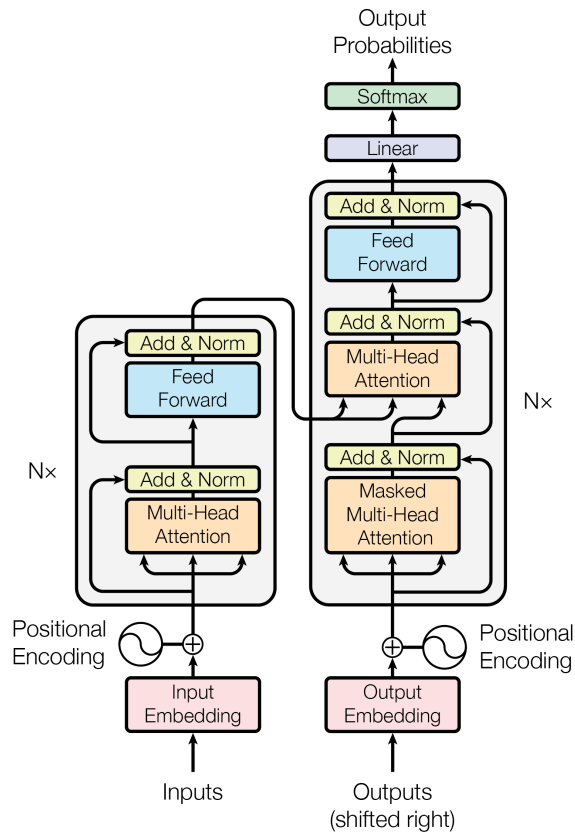 Output
Probabilities
Softmax
Linear
Add & Norm
Feed
Forward
Add & Norm
Multi-Head
Attention
Add & Norm
Masked
Multi-Head
Attention
N×
Add & Norm
Feed
Forward
Add & Norm
Multi-Head
Attention
N×
Positional
Encoding
Positional
Encoding
Input
Embedding
Output
Embedding
Inputs
Outputs
(shifted right)